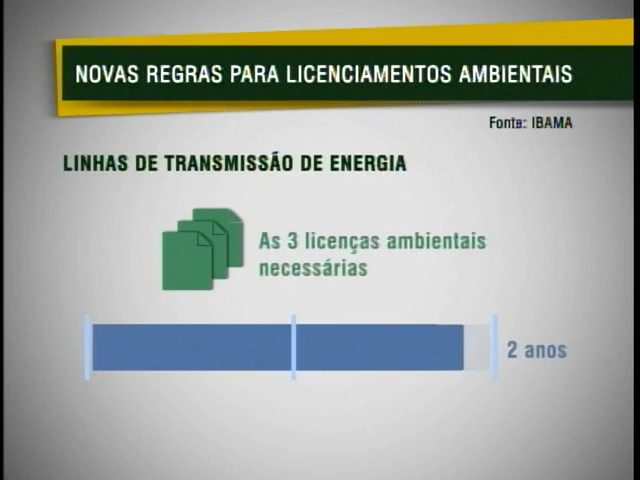 NOVAS REGRAS PARA LICENCIAMENTOS AMBIENTAIS
Fonte: IBAMA
LINHAS DE TRANSMISSÃO DE ENERGIA
As 3 licenças ambientais
necessárias
2 anos